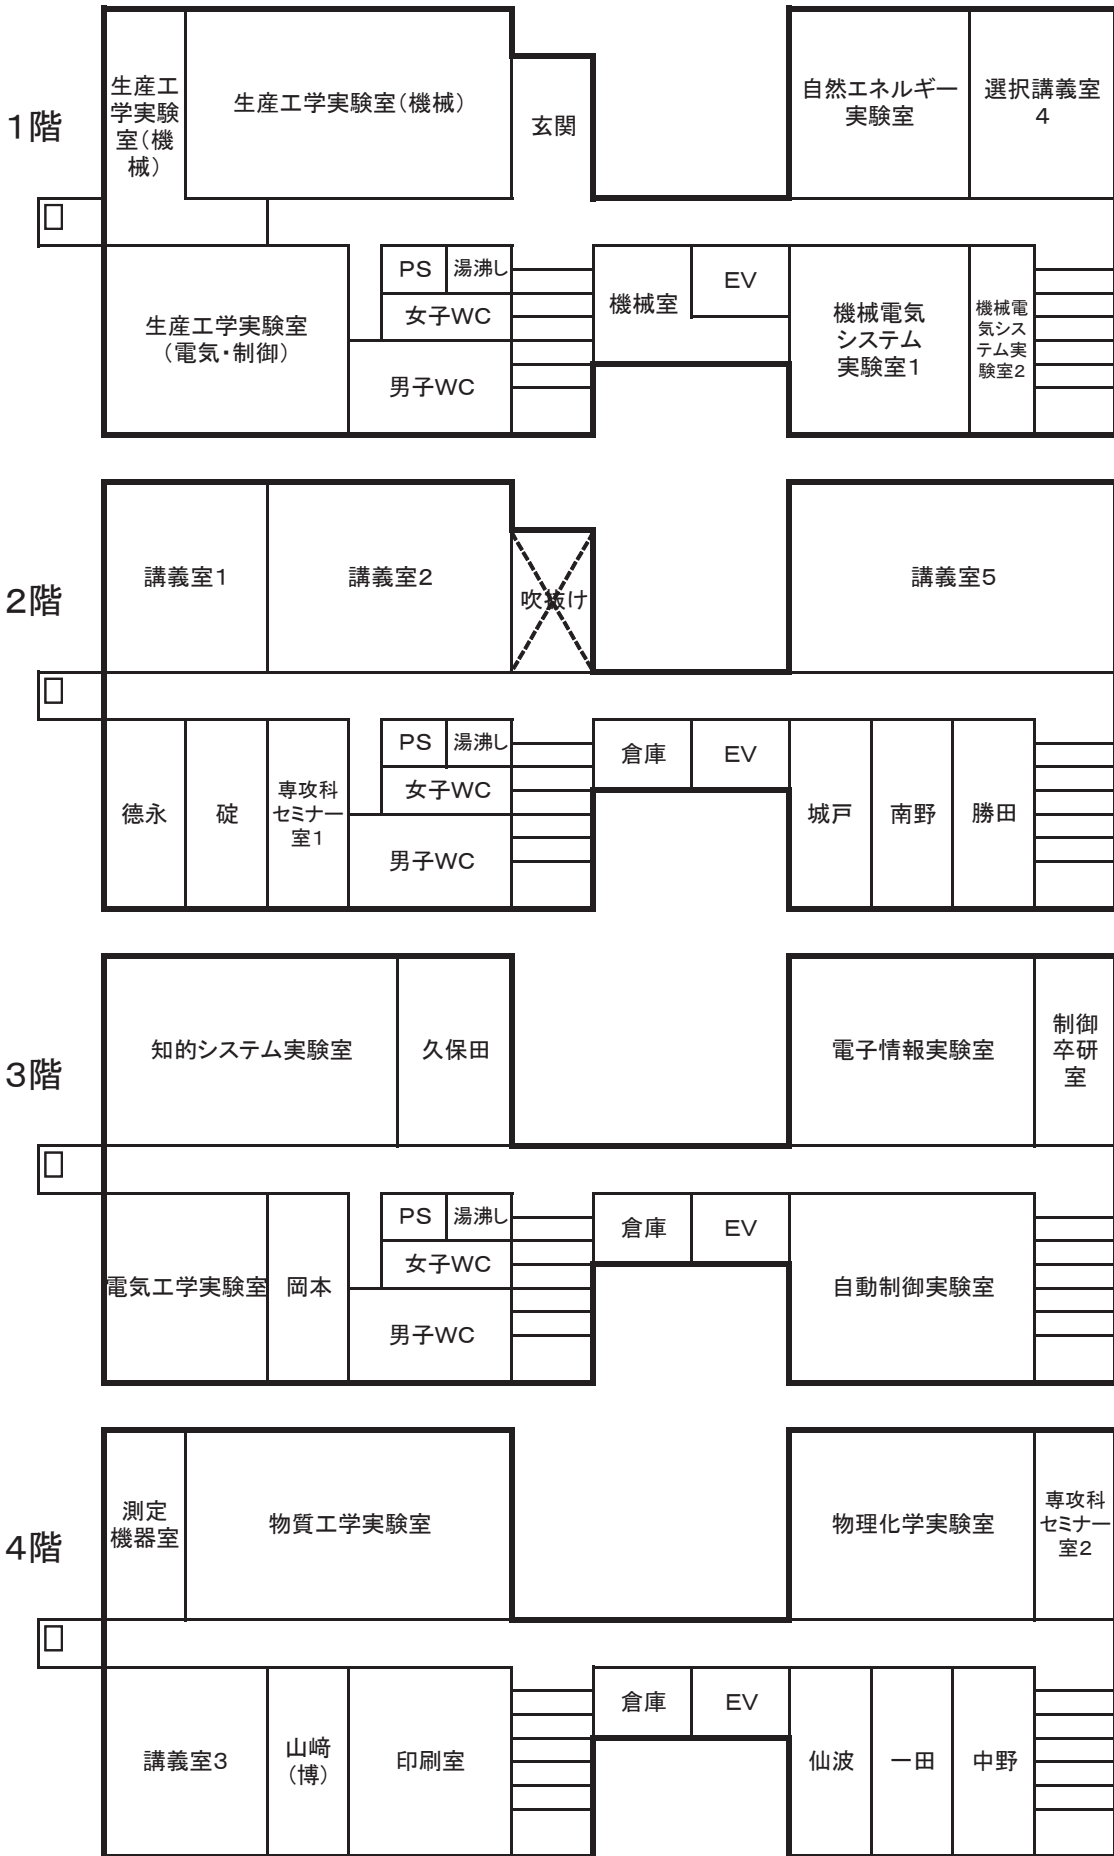 1階
生産工
学実験
室(機
械)
生産工学実験室(機械)
玄関
自然エネルギー
実験室
選択講義室
4
生産工学実験室
(電気・制御)
PS
湯沸し
女子WC
男子WC
機械室
EV
機械電気
システム
実験室1
機械電
気シス
テム実
験室2
2階
講義室1
講義室2
吹抜け
講義室5
德永
碇
専攻科
セミナー
室1
PS
湯沸し
女子WC
男子WC
倉庫
EV
城戸
南野
勝田
3階
知的システム実験室
久保田
電子情報実験室
制御
卒研
室
電気工学実験室
岡本
PS
湯沸し
女子WC
男子WC
倉庫
EV
自動制御実験室
4階
測定
機器室
物質工学実験室
物理化学実験室
専攻科
セミナー
室2
講義室3
山﨑
(博)
印刷室
倉庫
EV
仙波
一田
中野